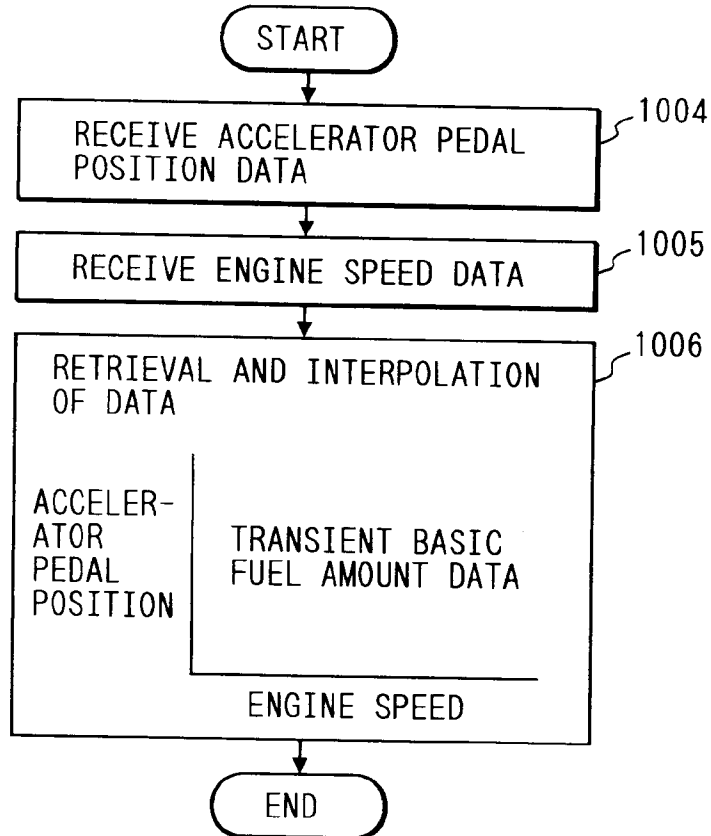 START
RECEIVE ACCELERATOR PEDAL
POSITION DATA
1004
RECEIVE ENGINE SPEED DATA
1005
RETRIEVAL AND INTERPOLATION
OF DATA
1006
ACCELER-
ATOR
PEDAL
POSITION
TRANSIENT BASIC
FUEL AMOUNT DATA
ENGINE SPEED
END